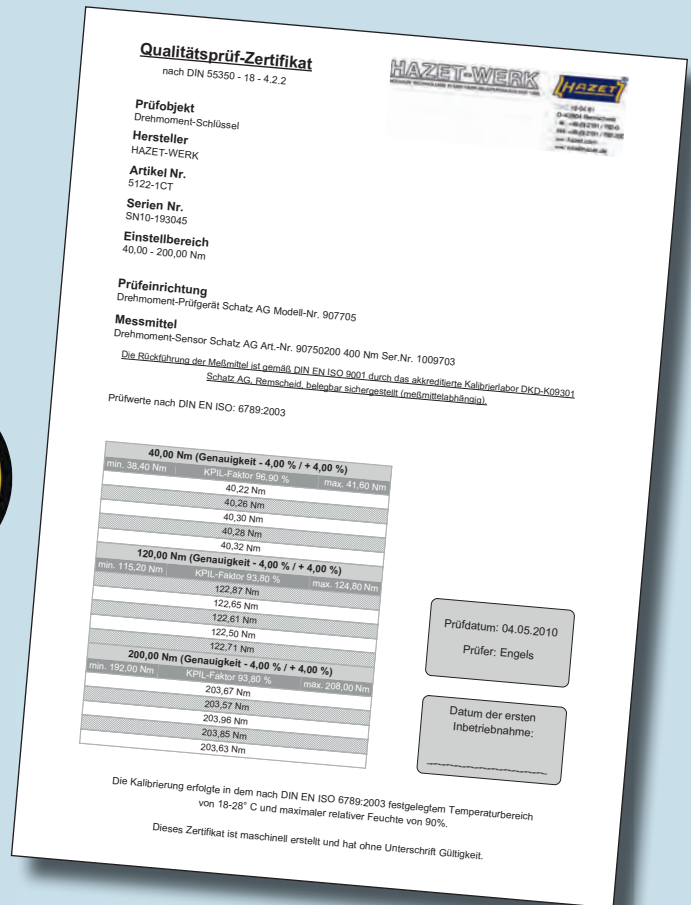 Qualitätsprüf-Zertifikat
nach DIN 55350 - 18 - 4.2.2
HAZET-WERK
HAZET
Prüfobjekt
Drehmoment-Schlüssel
Hersteller
HAZET-WERK
Artikel Nr.
5122-1CT
Serien Nr.
SN10-193045
Einstellbereich
40,00 - 200,00 Nm
Prüfeinrichtung
Drehmoment-Prüfgerät Schatz AG Modell-Nr. 907705
Messmittel
Drehmoment-Sensor Schatz AG Art.-Nr. 90750200 400 Nm Ser.Nr. 1009703
Die Rückführung der Meßmittel ist gemäß DIN EN ISO 9001 durch das akkreditierte Kalibrierlabor DKD-K09301
Schatz AG, Remscheid, belegbar sichergestellt (meßmittelabhängig).
Prüfwerte nach DIN EN ISO: 6789:2003
40,00 Nm (Genauigkeit - 4,00 % / + 4,00 %)
min. 38,40 Nm KPIL-Faktor 96,90 % max. 41,60 Nm
40,22 Nm
40,26 Nm
40,30 Nm
40,28 Nm
40,32 Nm
120,00 Nm (Genauigkeit - 4,00 % / + 4,00 %)
min. 115,20 Nm KPIL-Faktor 93,80 % max. 124,80 Nm
122,87 Nm
122,65 Nm
122,61 Nm
122,50 Nm
122,71 Nm
200,00 Nm (Genauigkeit - 4,00 % / + 4,00 %)
min. 192,00 Nm KPIL-Faktor 93,80 % max. 208,00 Nm
203,67 Nm
203,57 Nm
203,96 Nm
203,85 Nm
203,63 Nm
Prüfdatum: 04.05.2010
Prüfer: Engels
Datum der ersten
Inbetriebnahme:
Die Kalibrierung erfolgte in dem nach DIN EN ISO 6789:2003 festgelegtem Temperaturbereich
von 18-28° C und maximaler relativer Feuchte von 90%.
Dieses Zertifikat ist maschinell erstellt und hat ohne Unterschrift Gültigkeit.